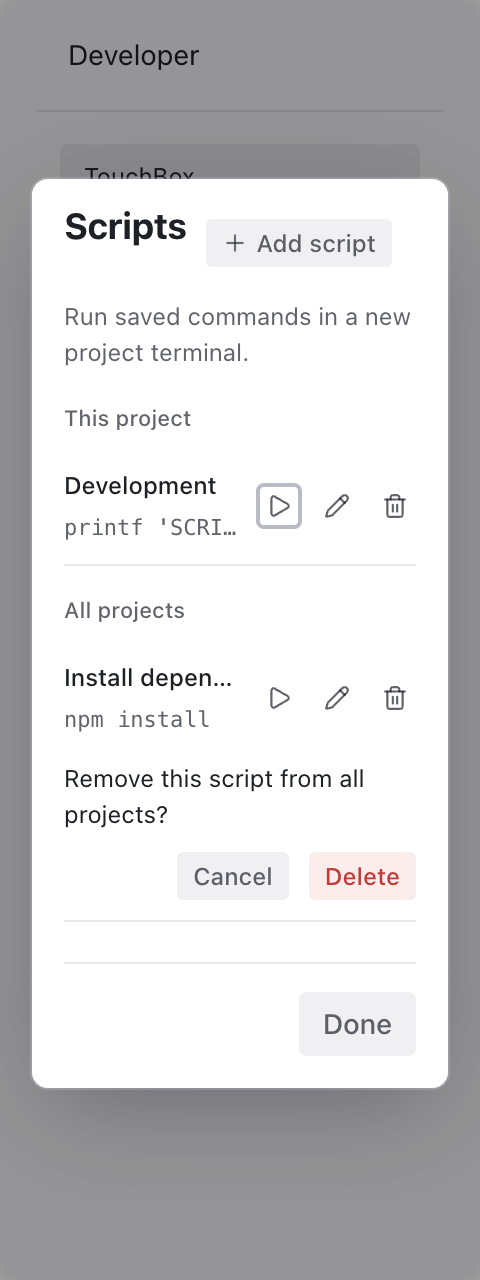 Developer
TouchBox
Scripts
Add script
Run saved commands in a new
project terminal.
This project
Development
printf 'SCRI…
All projects
Install depen…
npm install
Remove this script from all
projects?
Cancel
Delete
Done